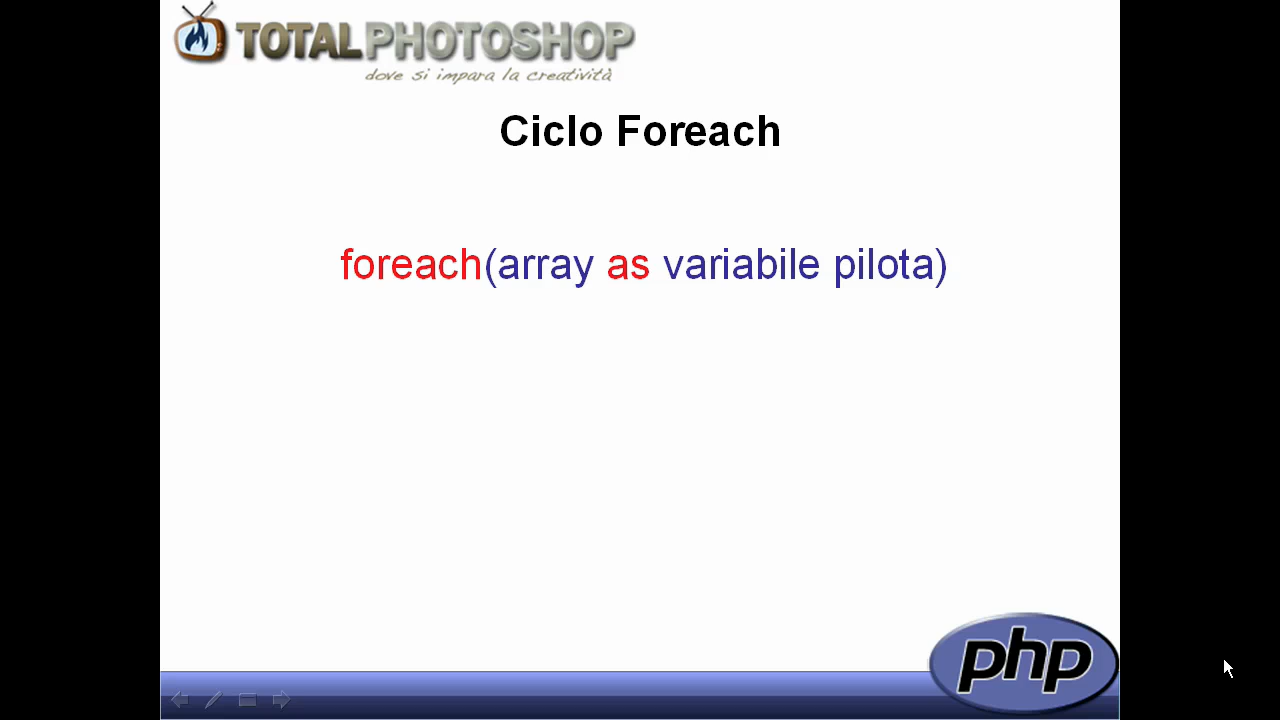 TOTALPHOTOSHOP
dove si impara la creatività
Ciclo Foreach
foreach(array as variabile pilota)
php